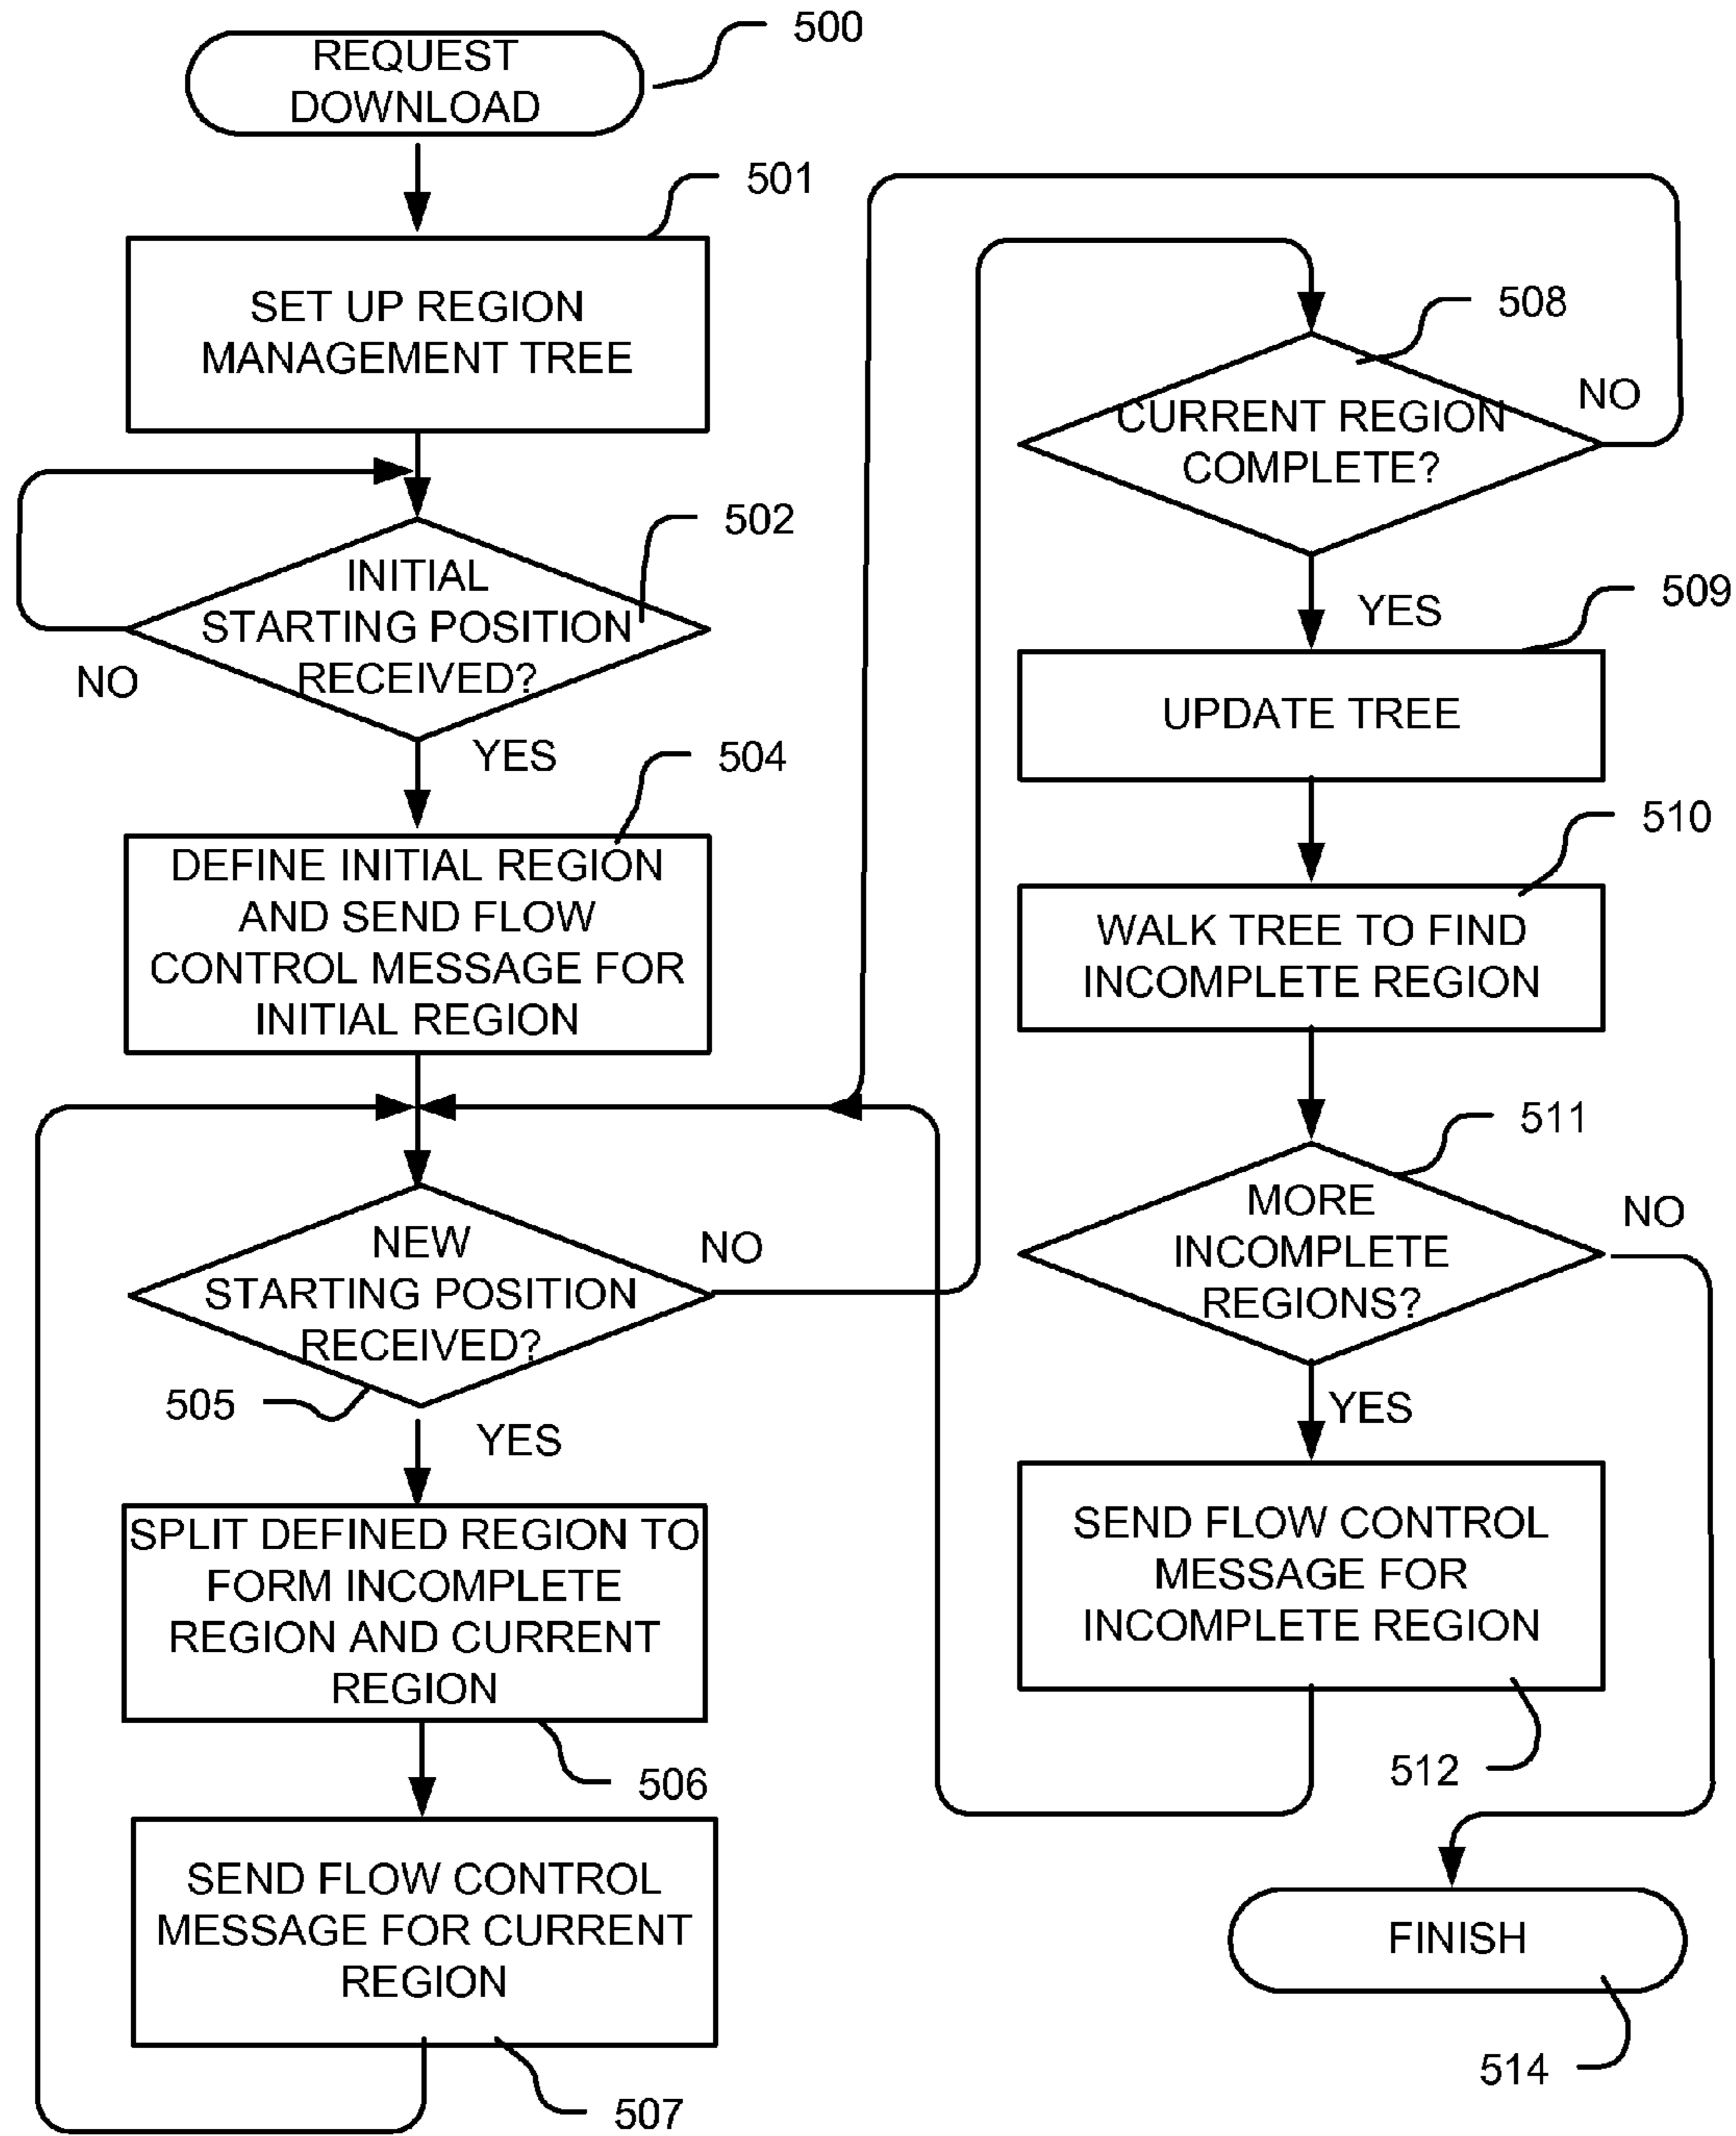 REQUEST
DOWNLOAD
500
501
SET UP REGION
MANAGEMENT TREE
502
INITIAL
STARTING POSITION
RECEIVED?
NO
YES
504
DEFINE INITIAL REGION
AND SEND FLOW
CONTROL MESSAGE FOR
INITIAL REGION
NEW
STARTING POSITION
RECEIVED?
NO
505
YES
SPLIT DEFINED REGION TO
FORM INCOMPLETE
REGION AND CURRENT
REGION
506
SEND FLOW CONTROL
MESSAGE FOR CURRENT
REGION
507
508
CURRENT REGION
COMPLETE?
NO
YES
509
UPDATE TREE
510
WALK TREE TO FIND
INCOMPLETE REGION
511
MORE
INCOMPLETE
REGIONS?
NO
YES
SEND FLOW CONTROL
MESSAGE FOR
INCOMPLETE REGION
512
FINISH
514